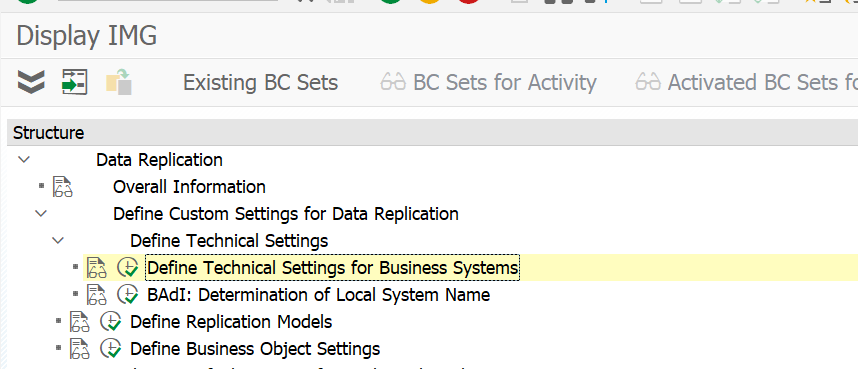 Display IMG
Existing BC Sets BC Sets for Activity Activated BC Sets fo
Structure
Data Replication
Overall Information
Define Custom Settings for Data Replication
Define Technical Settings
Define Technical Settings for Business Systems
BAdI: Determination of Local System Name
Define Replication Models
Define Business Object Settings